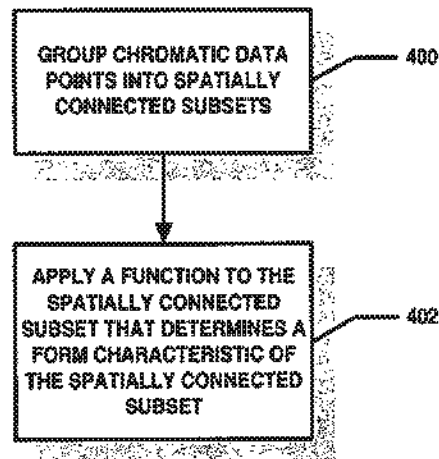 GROUP CHROMATIC DATA
POINTS INTO SPATIALLY
CONNECTED SUBSETS
400
APPLY A FUNCTION TO THE
SPATIALLY CONNECTED
SUBSET THAT DETERMINES A
FORM CHARACTERISTIC OF
THE SPATIALLY CONNECTED
SUBSET
402